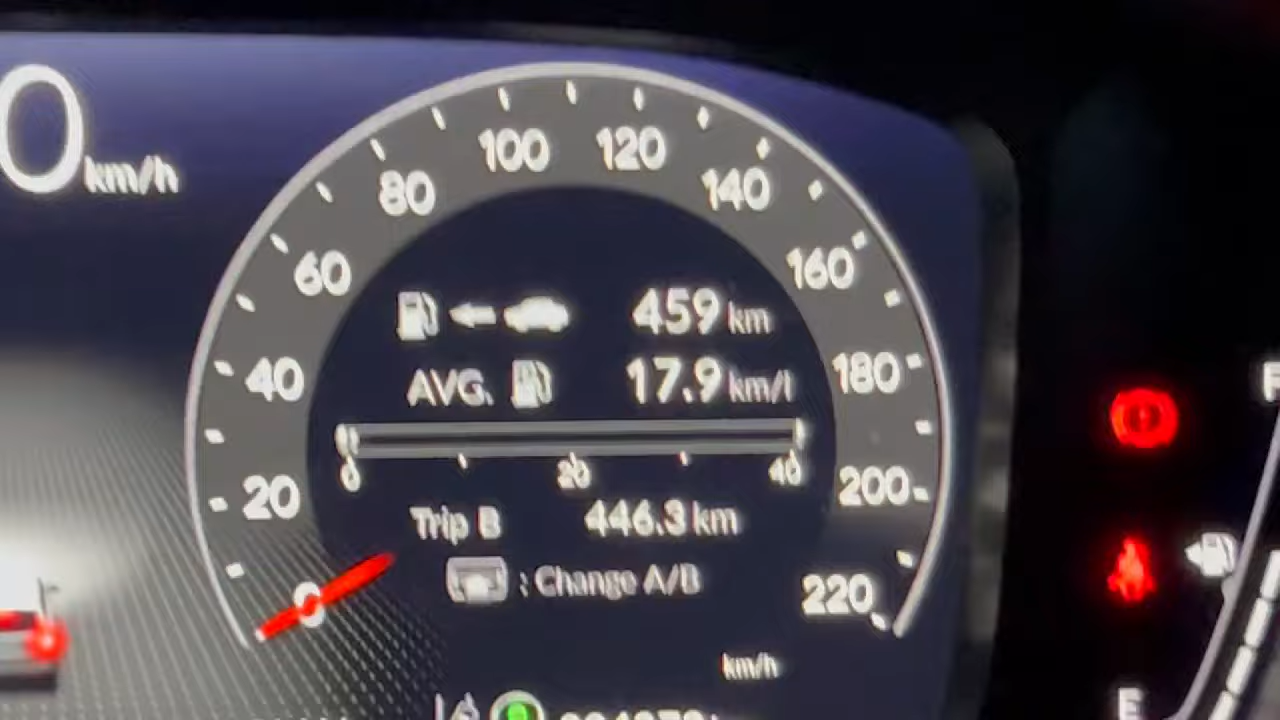 0 km/h
0
20
40
60
80
100
120
140
160
180
200
220
459 km
AVG. 17.9 km/l
0 20 40
Trip B 446.3 km
: Change A/B
km/h
F
E